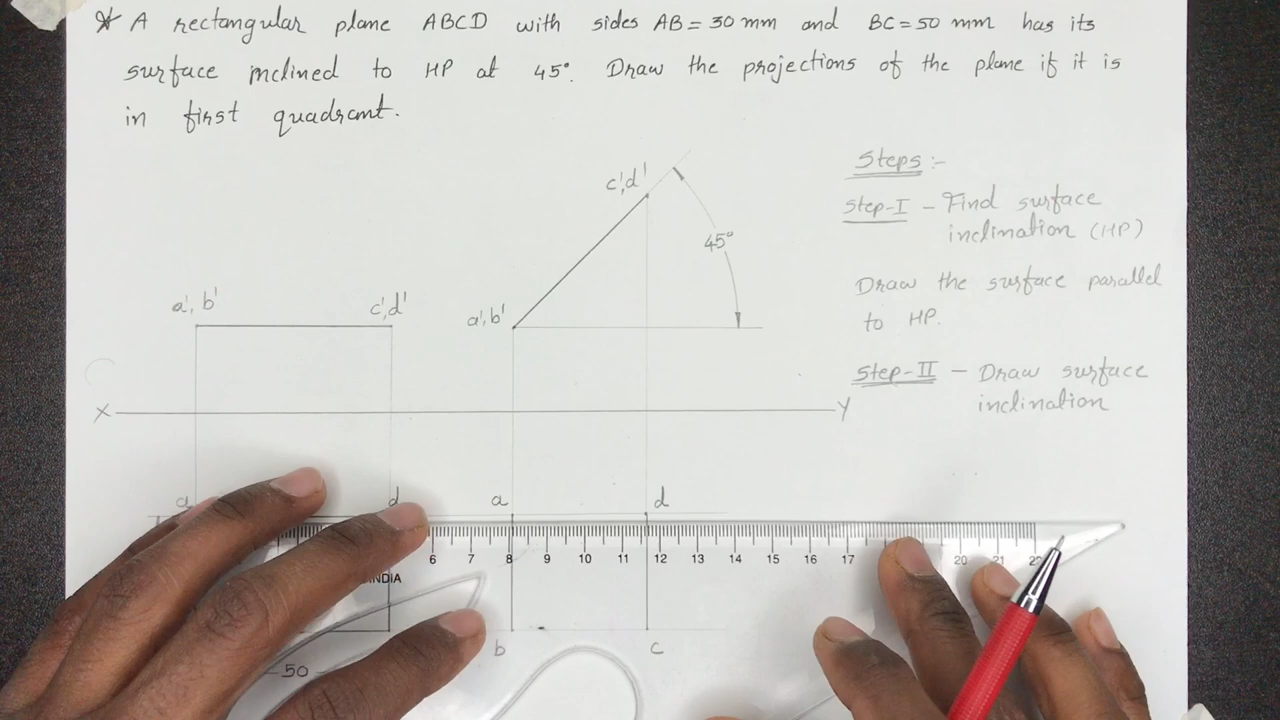 A rectangular plane ABCD with sides AB = 30 mm and BC = 50 mm has its
surface inclined to HP at 45°. Draw the projections of the plane if it is
in first quadrant.
Steps :-
Step-I - Find surface
inclination (HP)
Draw the surface parallel
to HP.
Step-II - Draw surface
inclination
c',d'
45°
a', b'
c',d'
a',b'
X
Y
a
d
a
d
6 7 8 9 10 11 12 13 14 15 16 17 20 21
INDIA
50
b
c